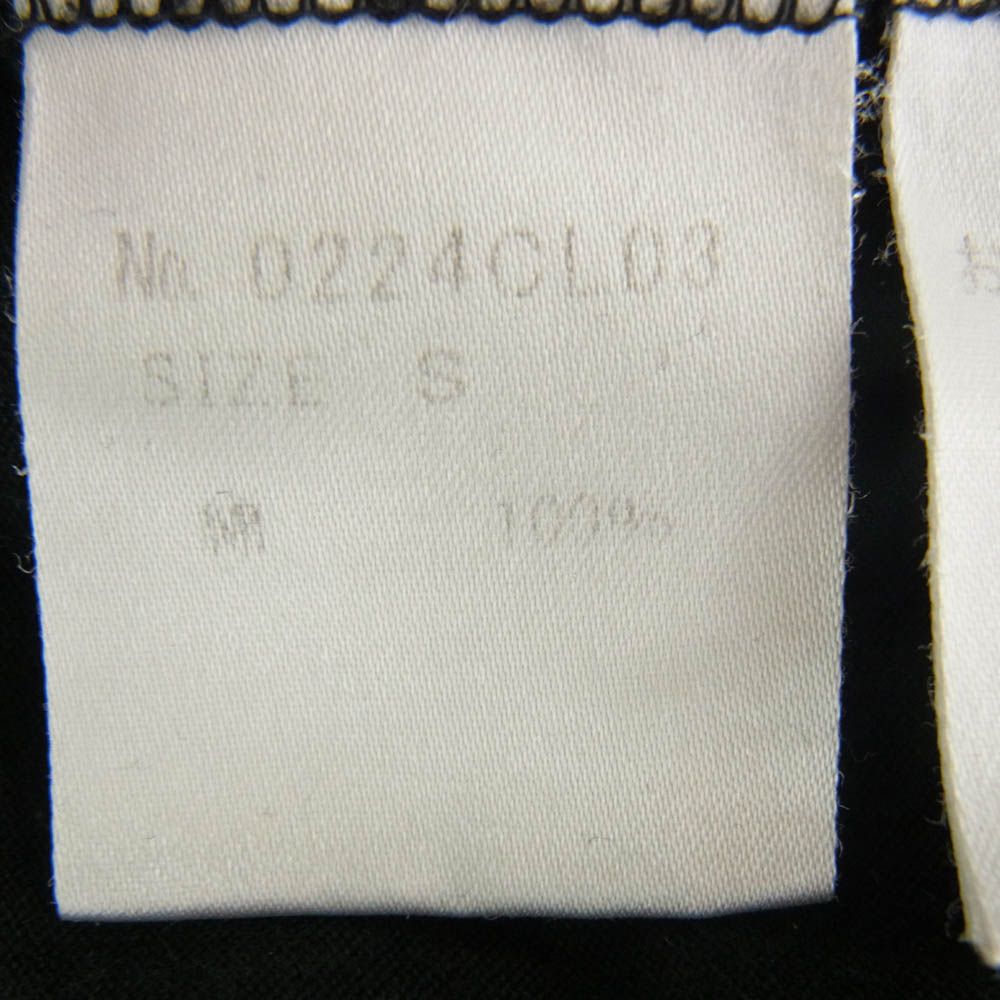 No. 0224CL03
SIZE S
綿 100%